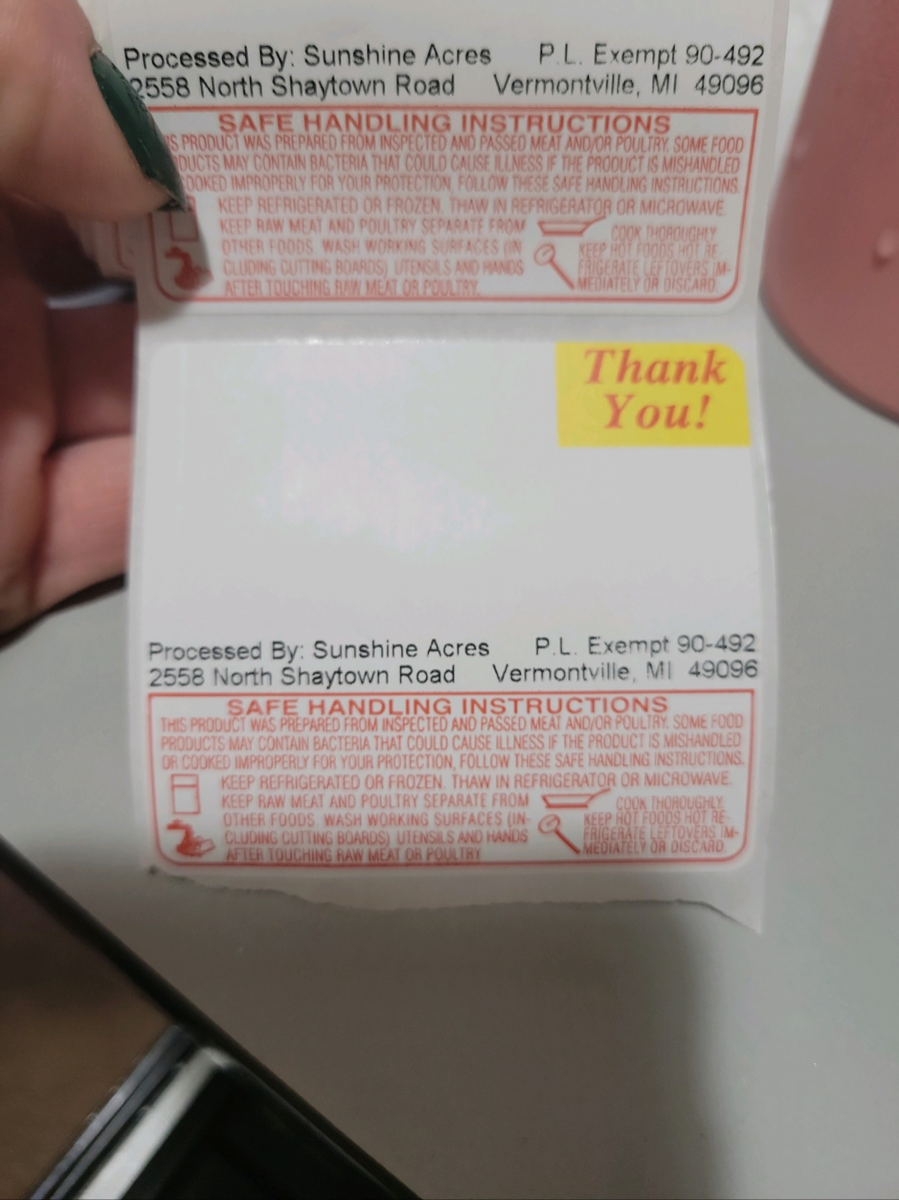 Processed By: Sunshine Acres P.L. Exempt 90-492
2558 North Shaytown Road Vermontville, MI 49096
SAFE HANDLING INSTRUCTIONS
PRODUCT WAS PREPARED FROM INSPECTED AND PASSED MEAT AND/OR POULTRY. SOME FOOD
MAY CONTAIN BACTERIA THAT COULD CAUSE ILLNESS IF THE PRODUCT IS MISHANDLED
IMPROPERLY FOR YOUR PROTECTION, FOLLOW THESE SAFE HANDLING INSTRUCTIONS.
KEEP REFRIGERATED OR FROZEN. THAW IN REFRIGERATOR OR MICROWAVE.
KEEP RAW MEAT AND POULTRY SEPARATE FROM
OTHER FOODS. WASH WORKING SURFACES (IN
CLUDING CUTTING BOARDS) UTENSILS AND HANDS
AFTER TOUCHING RAW MEAT OR POULTRY.
COOK THOROUGHLY.
KEEP HOT FOODS HOT RE-
FRIGERATE LEFTOVERS IM-
MEDIATELY OR DISCARD.
Thank
You!
Processed By: Sunshine Acres P.L. Exempt 90-492
2558 North Shaytown Road Vermontville, MI 49096
SAFE HANDLING INSTRUCTIONS
THIS PRODUCT WAS PREPARED FROM INSPECTED AND PASSED MEAT AND/OR POULTRY. SOME FOOD
PRODUCTS MAY CONTAIN BACTERIA THAT COULD CAUSE ILLNESS IF THE PRODUCT IS MISHANDLED
OR COOKED IMPROPERLY FOR YOUR PROTECTION, FOLLOW THESE SAFE HANDLING INSTRUCTIONS.
KEEP REFRIGERATED OR FROZEN. THAW IN REFRIGERATOR OR MICROWAVE.
KEEP RAW MEAT AND POULTRY SEPARATE FROM
OTHER FOODS. WASH WORKING SURFACES (IN-
CLUDING CUTTING BOARDS) UTENSILS AND HANDS
AFTER TOUCHING RAW MEAT OR POULTRY
COOK THOROUGHLY.
KEEP HOT FOODS HOT RE-
FRIGERATE LEFTOVERS IM-
MEDIATELY OR DISCARD.